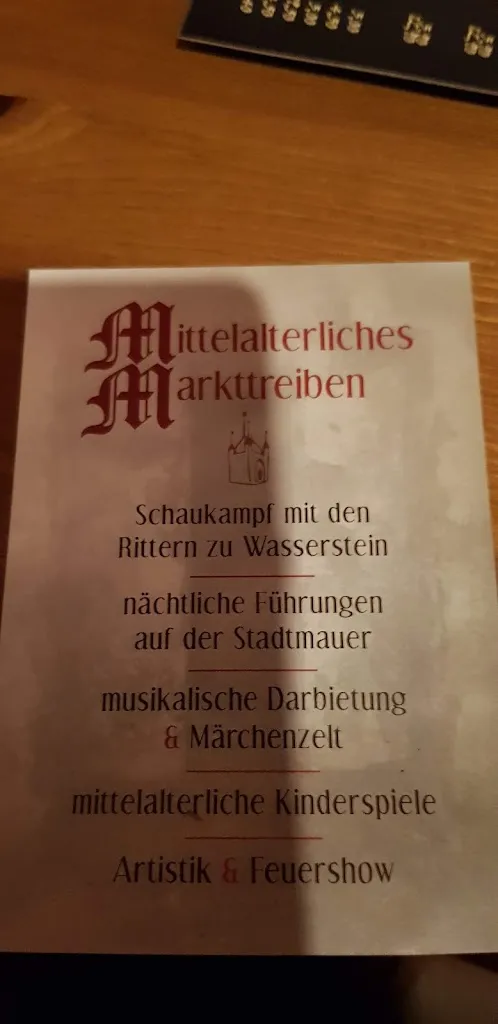 Mittelalterliches
Markttreiben
Schaukampf mit den
Rittern zu Wasserstein
nächtliche Führungen
auf der Stadtmauer
musikalische Darbietung
& Märchenzelt
mittelalterliche Kinderspiele
Artistik & Feuershow